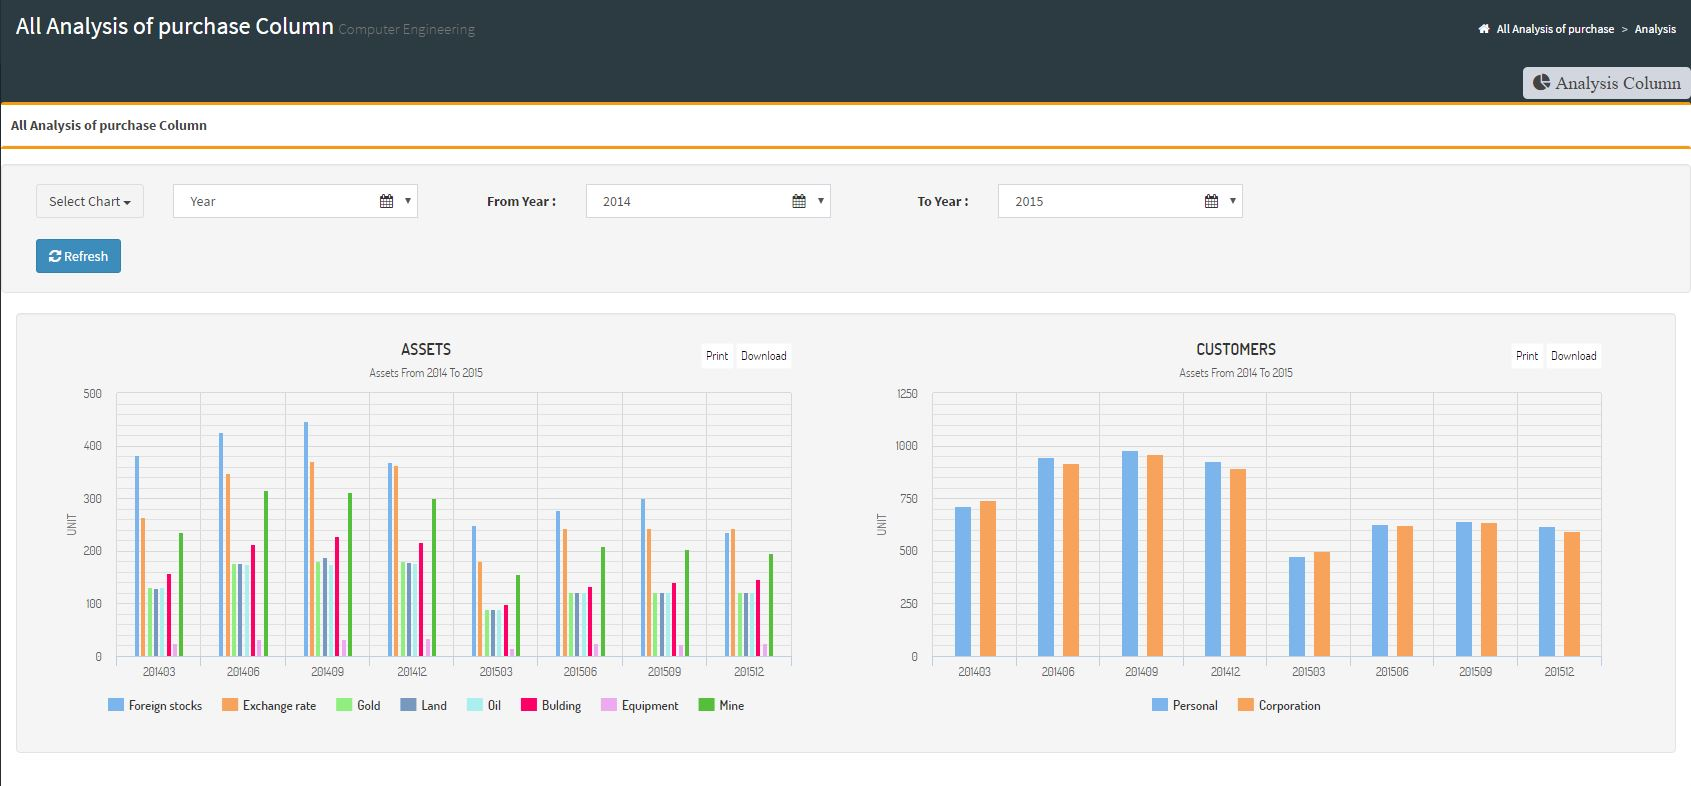 All Analysis of purchase Column Computer Engineering
All Analysis of purchase > Analysis
Analysis Column
All Analysis of purchase Column
Select Chart Year From Year : 2014 To Year : 2015
Refresh
ASSETS
Assets From 2014 To 2015
Print Download
500
400
300
200
100
0
UNIT
201403 201406 201409 201412 201503 201506 201509 201512
Foreign stocks Exchange rate Gold Land Oil Bulding Equipment Mine
CUSTOMERS
Assets From 2014 To 2015
Print Download
1250
1000
750
500
250
0
UNIT
201403 201406 201409 201412 201503 201506 201509 201512
Personal Corporation